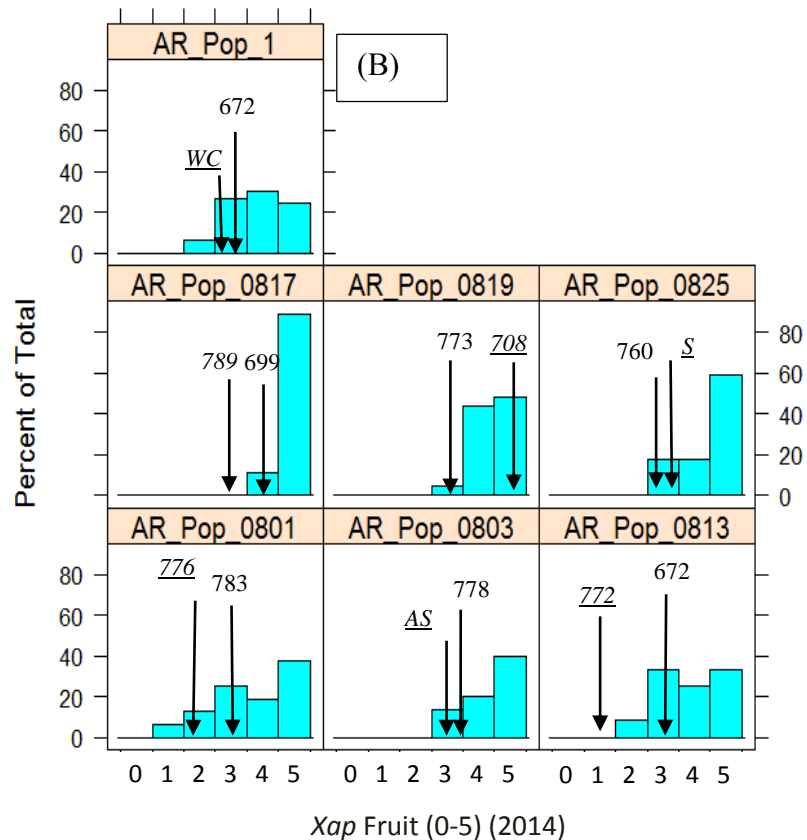 AR_Pop_1
(B)
80
60
40
20
0
672
WC
AR_Pop_0817
AR_Pop_0819
AR_Pop_0825
789 699
773
708
760
S
80
60
40
20
0
Percent of Total
AR_Pop_0801
AR_Pop_0803
AR_Pop_0813
80
60
40
20
0
776
783
AS
778
772
672
0 1 2 3 4 5
0 1 2 3 4 5
0 1 2 3 4 5
Xap Fruit (0-5) (2014)